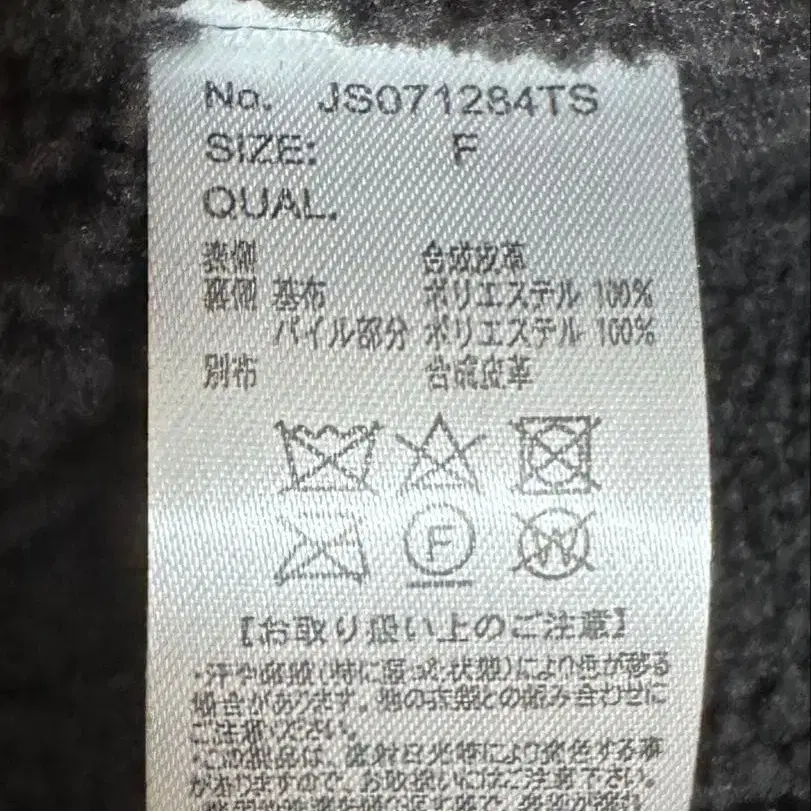 No. JS071284TS
SIZE: F
QUAL.
表側 合成皮革
裏側 基布 ポリエステル 100%
パイル部分 ポリエステル 100%
別布 合成皮革
F
W
【お取り扱い上のご注意】
・汗や摩擦(特に湿った状態)により色が移る
場合があります。他の衣類との組み合わせに
ご注意ください。
・この製品は、直射日光時により変色する事
がありますので、お取扱いにはご注意下さい。